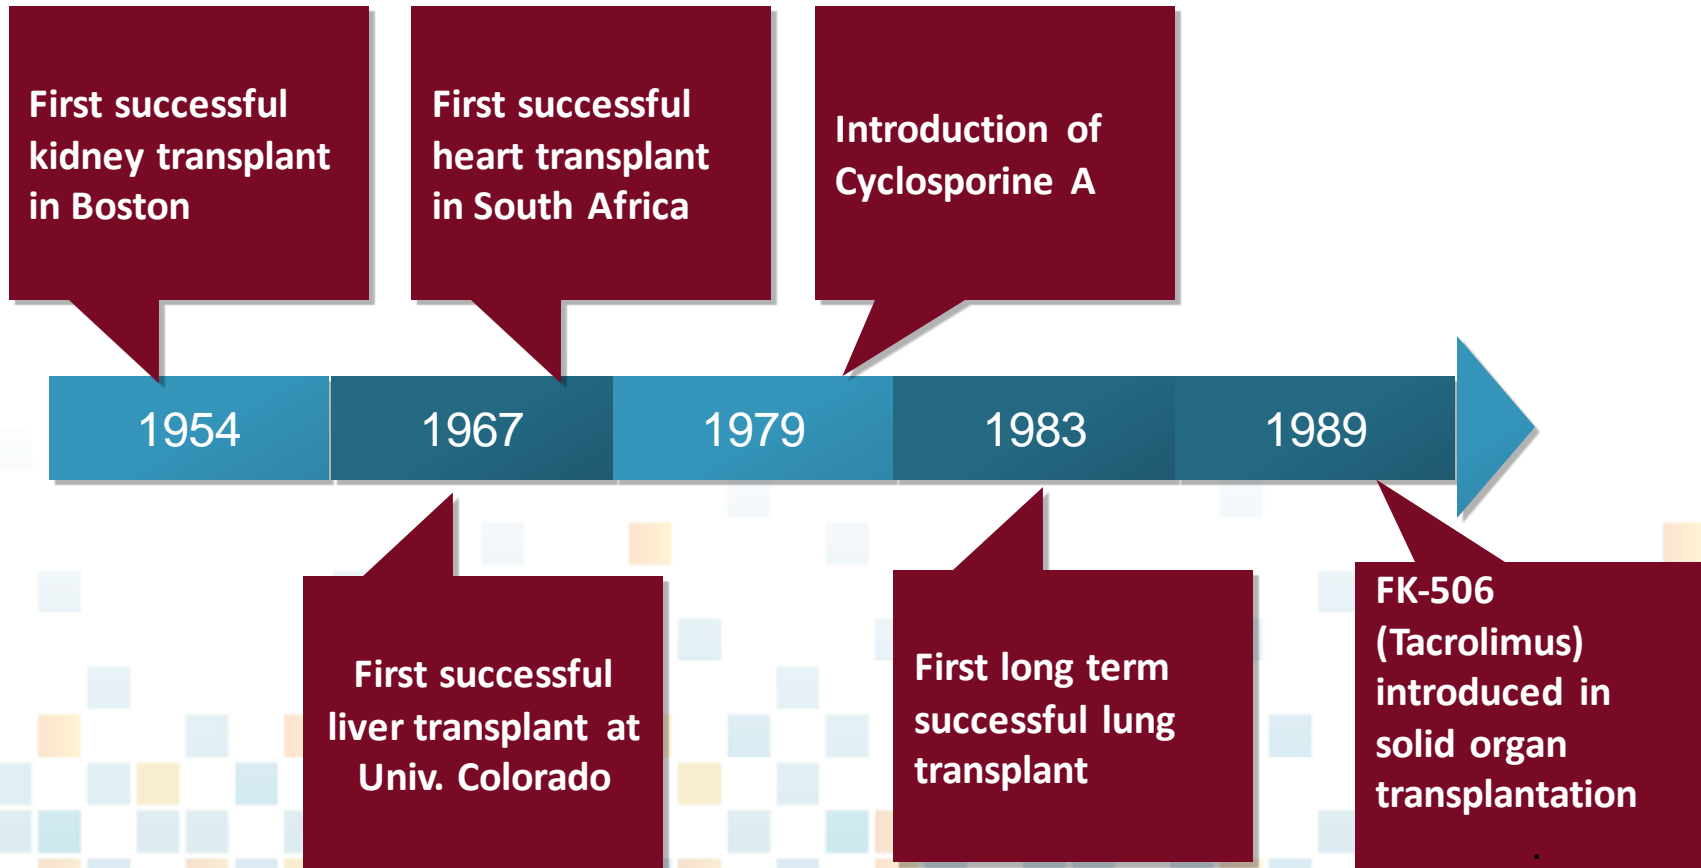 First successful
kidney transplant
in Boston
First successful
heart transplant
in South Africa
Introduction of
Cyclosporine A
1954
1967
1979
1983
1989
First successful
liver transplant at
Univ. Colorado
First long term
successful lung
transplant
FK-506
(Tacrolimus)
introduced in
solid organ
transplantation
.